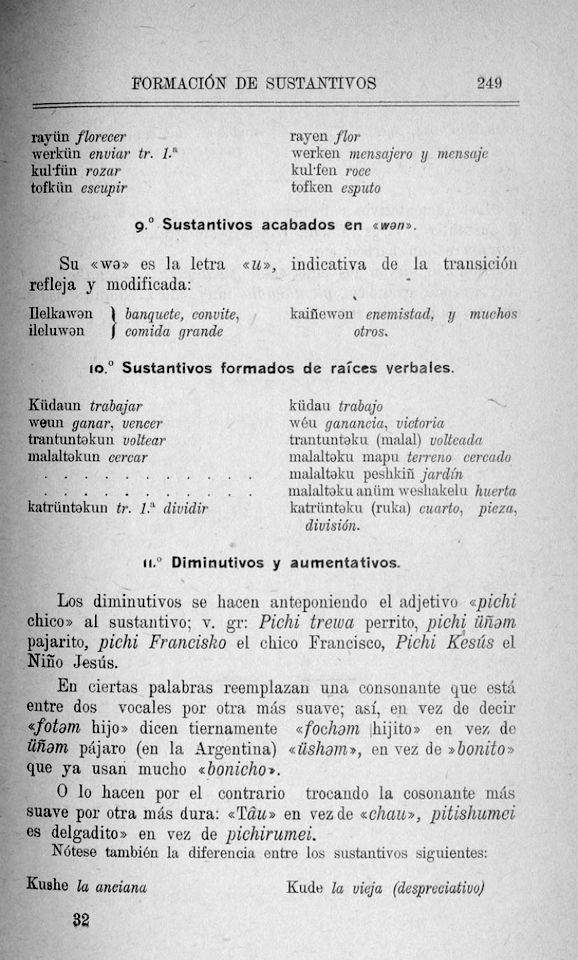 FORMACIÓN DE SUSTANTIVOS 249
rayün florecer rayen flor
werkün enviar tr. 1.ª werken mensajero y mensaje
kul·fün rozar kul·fen roce
tofkün escupir tofken esputo
9.º Sustantivos acabados en «wən».
Su «wə» es la letra «u», indicativa de la transición
refleja y modificada:
Ilelkawən } banquete, convite, kaiñewən enemistad, y muchos
ileluwən } comida grande otros.
10.º Sustantivos formados de raíces verbales.
Küdaun trabajar küdau trabajo
weun ganar, vencer wéu ganancia, victoria
trantuntəkun voltear trantuntəku (malal) volteada
malaltəkun cercar malaltəku mapu terreno cercado
. . . . . . . . . . . malaltəku peshkiñ jardín
. . . . . . . . . . . malaltəku anüm weshakelu huerta
katrüntəkun tr. 1.ª dividir katrüntəku (ruka) cuarto, pieza,
división.
11.º Diminutivos y aumentativos.
Los diminutivos se hacen anteponiendo el adjetivo «pichi
chico» al sustantivo; v. gr: Pichi trewa perrito, pichi üñəm
pajarito, pichi Francisko el chico Francisco, Pichi Kesús el
Niño Jesús.
En ciertas palabras reemplazan una consonante que está
entre dos vocales por otra más suave; así, en vez de decir
«fotəm hijo» dicen tiernamente «fochəm hijito» en vez de
üñəm pájaro (en la Argentina) «üshəm», en vez de »bonito»
que ya usan mucho «bonicho».
O lo hacen por el contrario trocando la cosonante más
suave por otra más dura: «Tâu» en vez de «chau», pitishumei
es delgadito» en vez de pichirumei.
Nótese también la diferencia entre los sustantivos siguientes:
Kushe la anciana Kude la vieja (despreciativo)
32